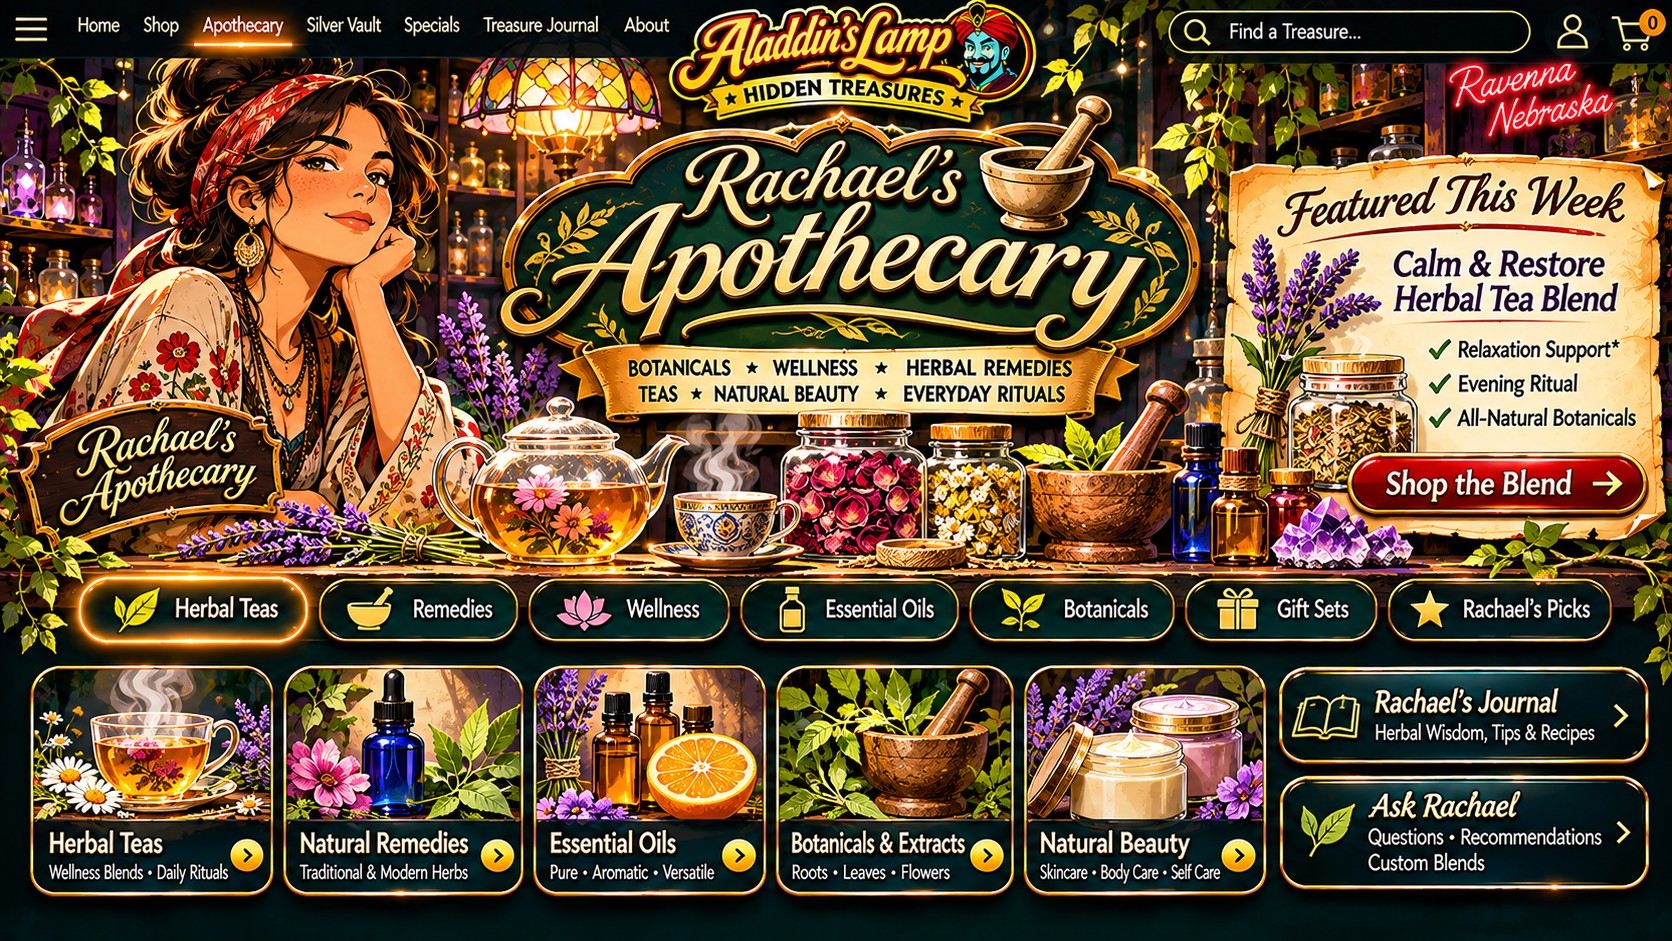 Home Shop Apothecary Silver Vault Specials Treasure Journal About
Aladdin's Lamp
★ HIDDEN TREASURES ★
Find a Treasure...
0
Ravenna
Nebraska
Rachael's
Apothecary
BOTANICALS ★ WELLNESS ★ HERBAL REMEDIES
TEAS ★ NATURAL BEAUTY ★ EVERYDAY RITUALS
Rachael's
Apothecary
Featured This Week
Calm & Restore
Herbal Tea Blend
✓ Relaxation Support*
✓ Evening Ritual
✓ All-Natural Botanicals
Shop the Blend →
Herbal Teas
Remedies
Wellness
Essential Oils
Botanicals
Gift Sets
Rachael's Picks
Herbal Teas
Wellness Blends • Daily Rituals
Natural Remedies
Traditional & Modern Herbs
Essential Oils
Pure • Aromatic • Versatile
Botanicals & Extracts
Roots • Leaves • Flowers
Natural Beauty
Skincare • Body Care • Self Care
Rachael's Journal
Herbal Wisdom, Tips & Recipes
Ask Rachael
Questions • Recommendations
Custom Blends